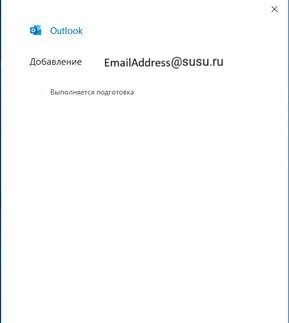 Outlook
Добавление EmailAddress@susu.ru
Выполняется подготовка